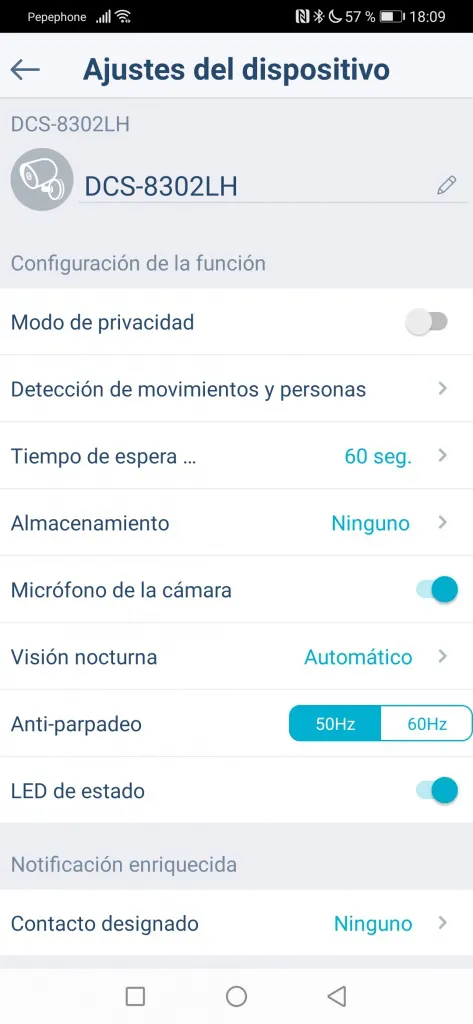 Pepephone 57 % 18:09
Ajustes del dispositivo
DCS-8302LH
DCS-8302LH
Configuración de la función
Modo de privacidad
Detección de movimientos y personas
Tiempo de espera ... 60 seg.
Almacenamiento Ninguno
Micrófono de la cámara
Visión nocturna Automático
Anti-parpadeo 50Hz 60Hz
LED de estado
Notificación enriquecida
Contacto designado Ninguno